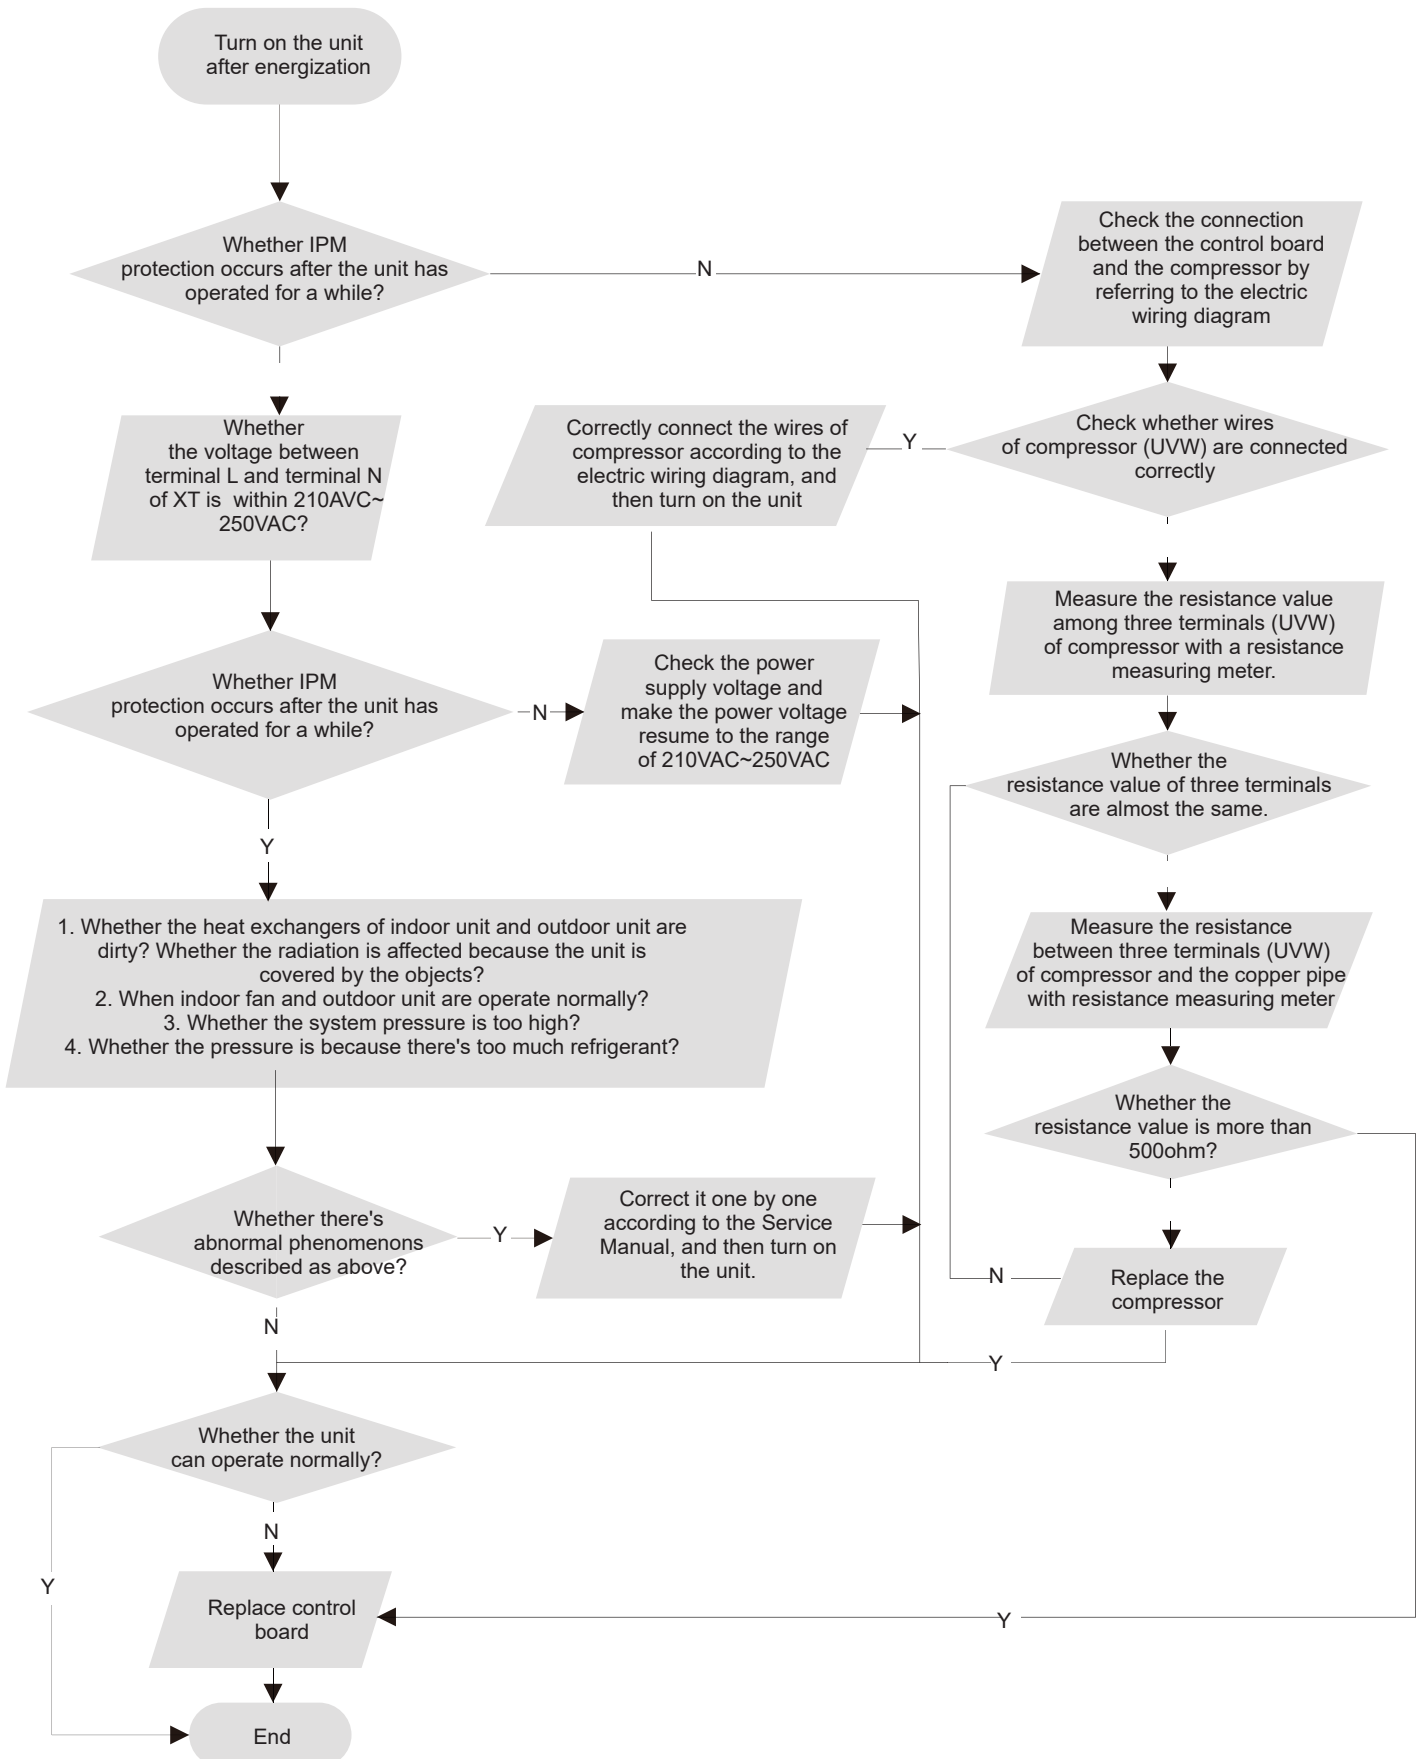 Turn on the unit
after energization
Whether IPM
protection occurs after the unit has
operated for a while?
N
Check the connection
between the control board
and the compressor by
referring to the electric
wiring diagram
Whether
the voltage between
terminal L and terminal N
of XT is within 210AVC~
250VAC?
Correctly connect the wires of
compressor according to the
electric wiring diagram, and
then turn on the unit
Y
Check whether wires
of compressor (UVW) are connected
correctly
Measure the resistance value
among three terminals (UVW)
of compressor with a resistance
measuring meter.
Whether IPM
protection occurs after the unit has
operated for a while?
N
Check the power
supply voltage and
make the power voltage
resume to the range
of 210VAC~250VAC
Whether the
resistance value of three terminals
are almost the same.
Y
1. Whether the heat exchangers of indoor unit and outdoor unit are
dirty? Whether the radiation is affected because the unit is
covered by the objects?
2. When indoor fan and outdoor unit are operate normally?
3. Whether the system pressure is too high?
4. Whether the pressure is because there's too much refrigerant?
Measure the resistance
between three terminals (UVW)
of compressor and the copper pipe
with resistance measuring meter
Whether the
resistance value is more than
500ohm?
Whether there's
abnormal phenomenons
described as above?
Y
Correct it one by one
according to the Service
Manual, and then turn on
the unit.
N
Replace the
compressor
N
Y
Whether the unit
can operate normally?
N
Y
Replace control
board
Y
End